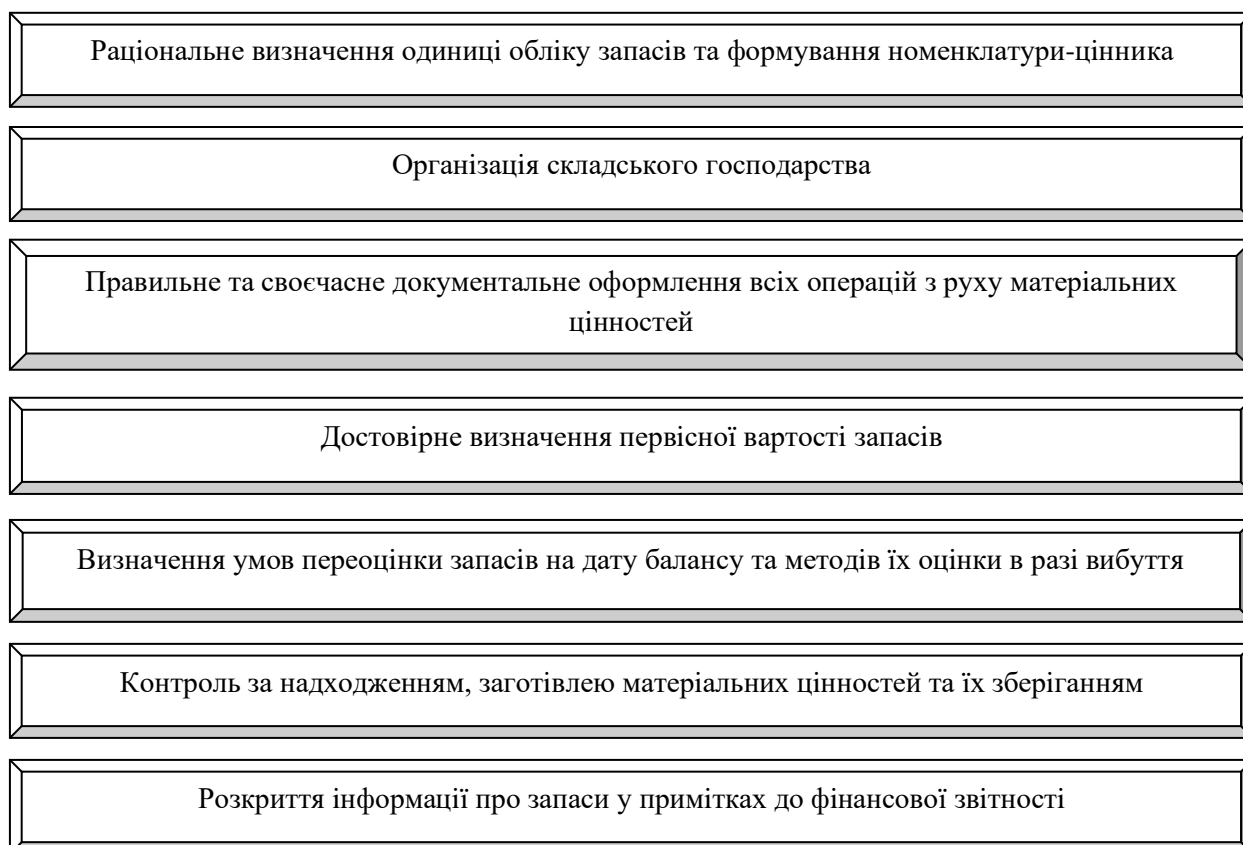 Раціональне визначення одиниці обліку запасів та формування номенклатури-цінника
Організація складського господарства
Правильне та своєчасне документальне оформлення всіх операцій з руху матеріальних
цінностей
Достовірне визначення первісної вартості запасів
Визначення умов переоцінки запасів на дату балансу та методів їх оцінки в разі вибуття
Контроль за надходженням, заготівлею матеріальних цінностей та їх зберіганням
Розкриття інформації про запаси у примітках до фінансової звітності